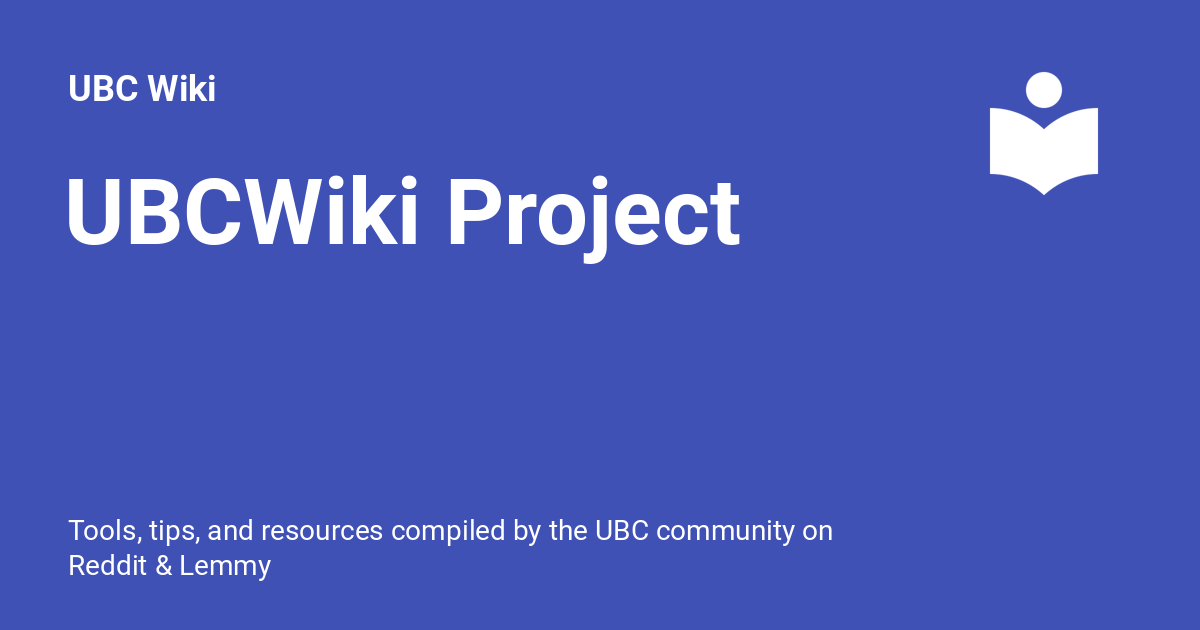 UBC Wiki
UBCWiki Project
Tools, tips, and resources compiled by the UBC community on
Reddit & Lemmy